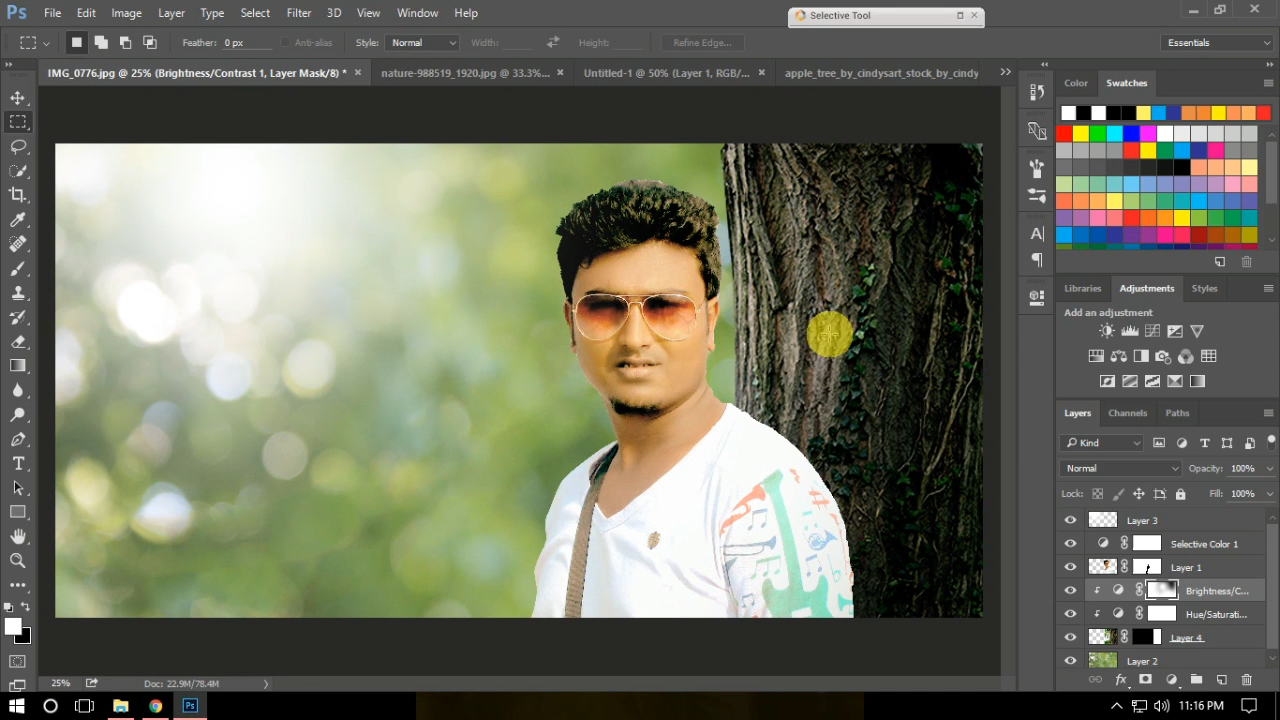 Ps File Edit Image Layer Type Select Filter 3D View Window Help
Selective Tool
Feather: 0 px Anti-alias Style: Normal Width: Height: Refine Edge... Essentials
IMG_0776.jpg @ 25% (Brightness/Contrast 1, Layer Mask/8) * × nature-988519_1920.jpg @ 33.3%... × Untitled-1 @ 50% (Layer 1, RGB/... × apple_tree_by_cindysart_stock_by_cindy
Color Swatches
Libraries Adjustments Styles
Add an adjustment
Layers Channels Paths
Kind
Normal Opacity: 100%
Lock: Fill: 100%
Layer 3
Selective Color 1
Layer 1
Brightness/C...
Hue/Saturati...
Layer 4
Layer 2
25% Doc: 22.9M/78.4M
Ps 11:16 PM